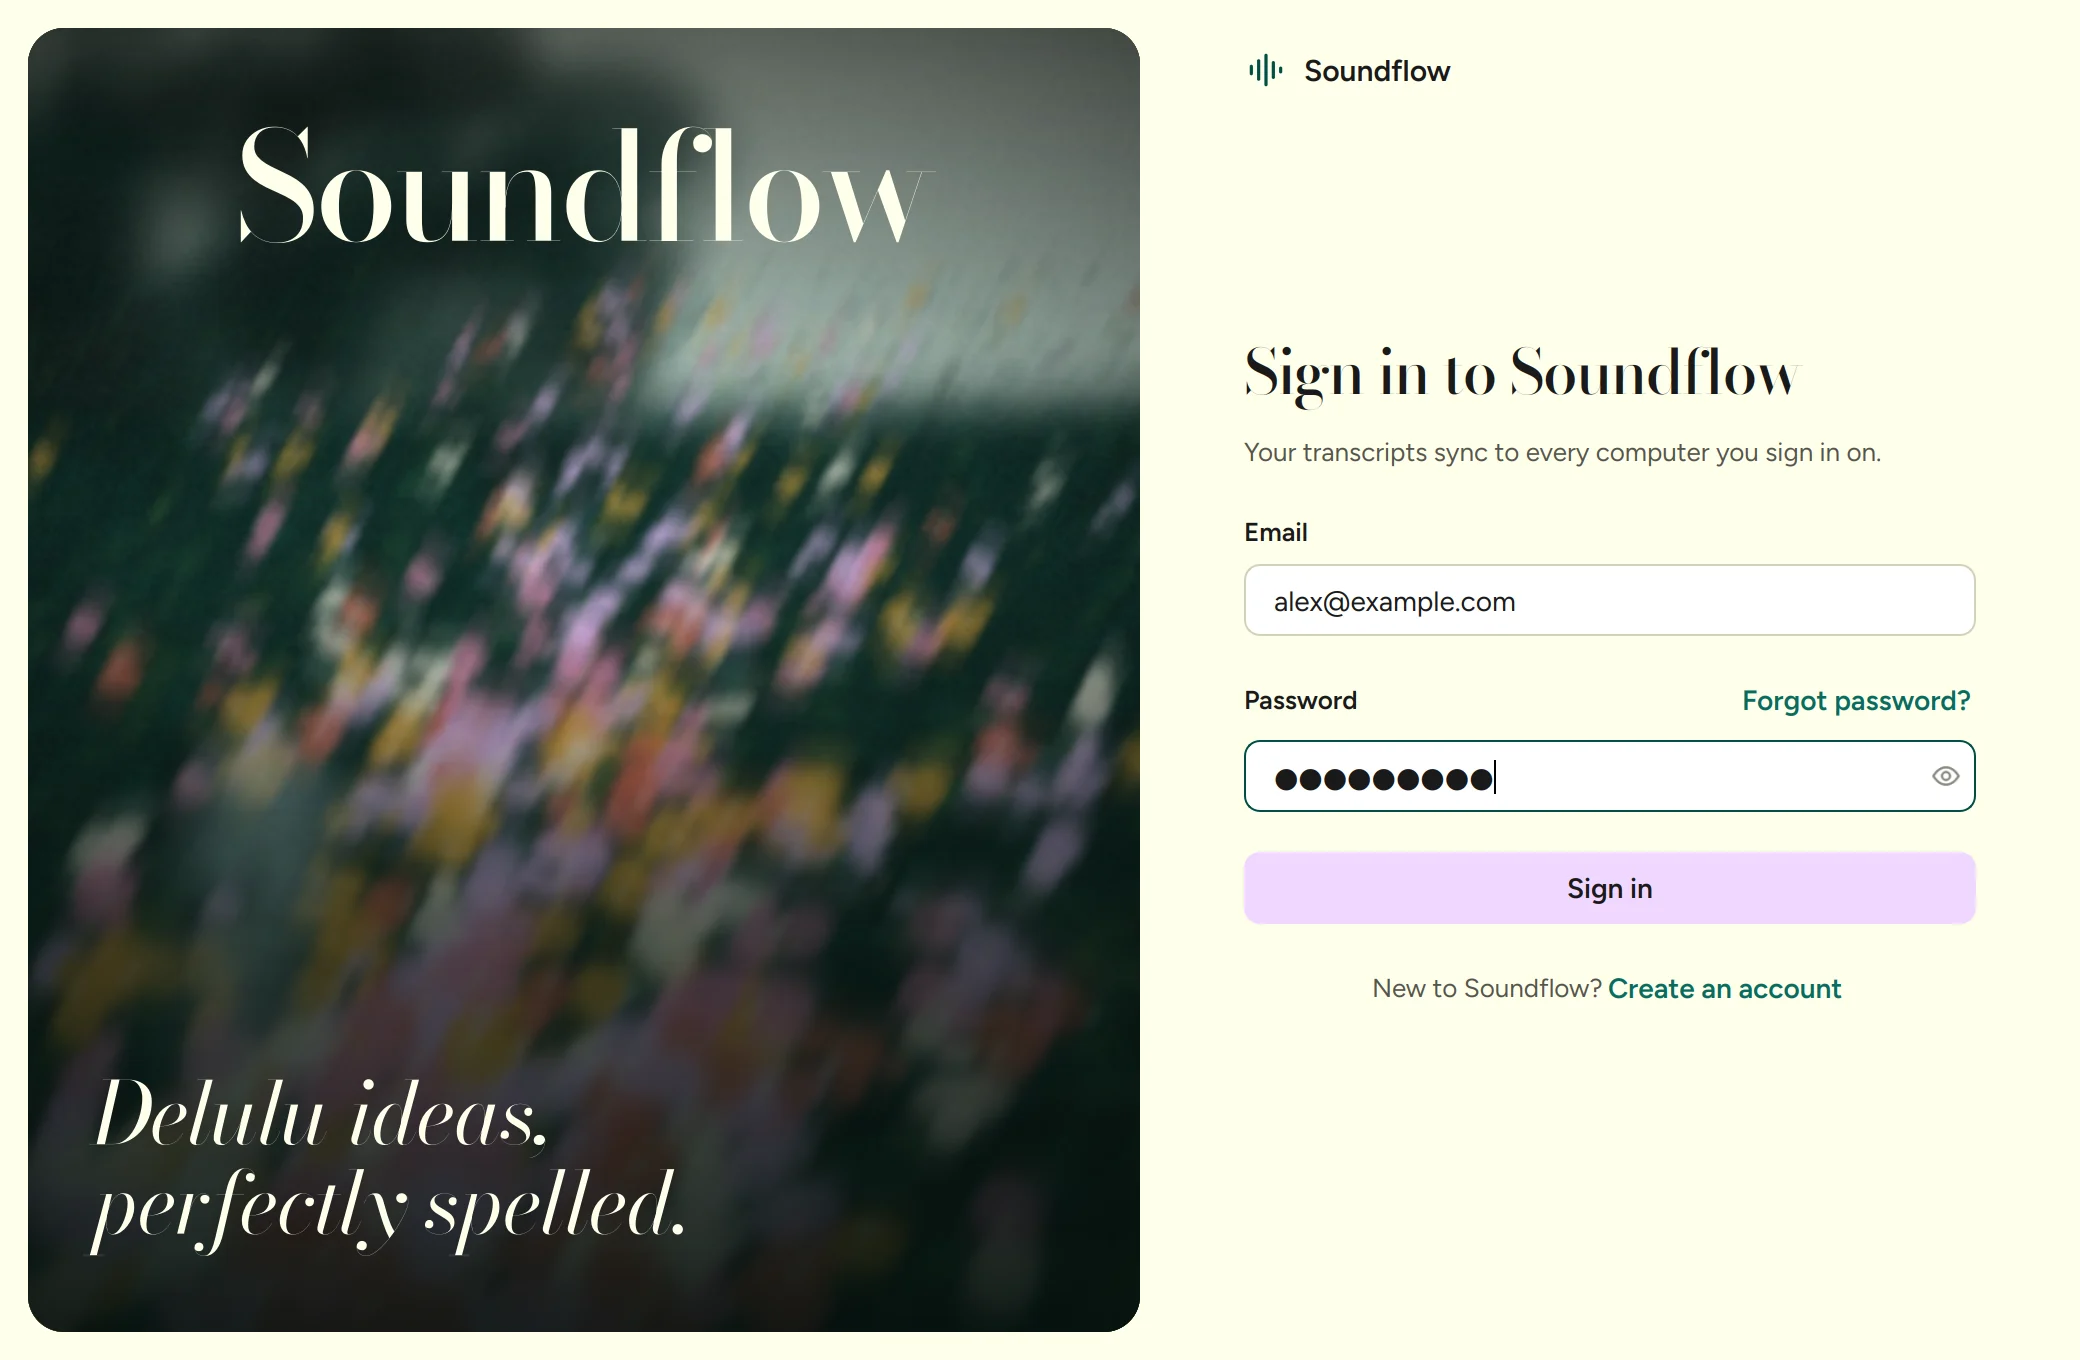 Soundflow
Delulu ideas,
perfectly spelled.
Soundflow
Sign in to Soundflow
Your transcripts sync to every computer you sign in on.
Email
alex@example.com
Password
Forgot password?
●●●●●●●●●
Sign in
New to Soundflow? Create an account